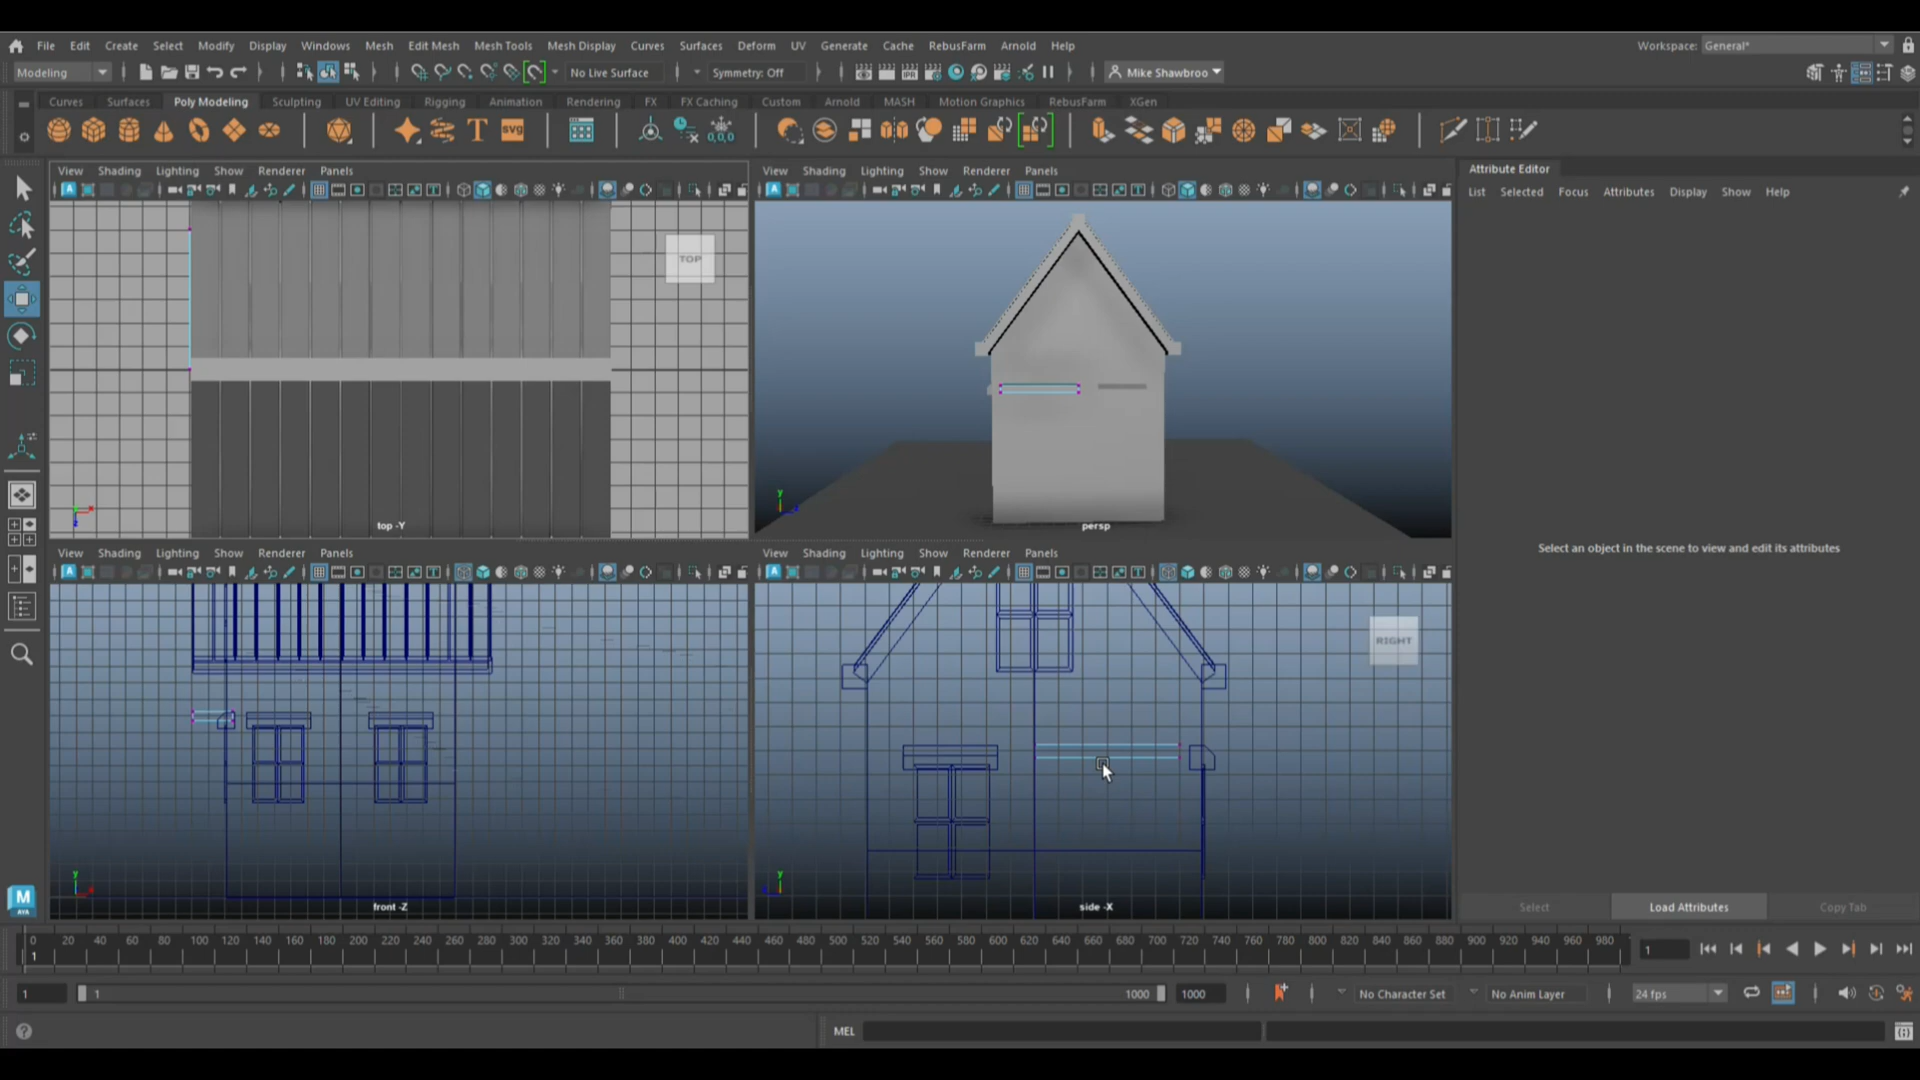 File Edit Create Select Modify Display Windows Mesh Edit Mesh Mesh Tools Mesh Display Curves Surfaces Deform UV Generate Cache RebusFarm Arnold Help Workspace: General*
Modeling No Live Surface Symmetry: Off IPR Mike Shawbroo
Curves Surfaces Poly Modeling Sculpting UV Editing Rigging Animation Rendering FX FX Caching Custom Arnold MASH Motion Graphics RebusFarm XGen
T SVG 0,0,0
View Shading Lighting Show Renderer Panels
TOP
top -Y
View Shading Lighting Show Renderer Panels
persp
View Shading Lighting Show Renderer Panels
front -Z
View Shading Lighting Show Renderer Panels
RIGHT
side -X
Attribute Editor
List Selected Focus Attributes Display Show Help
Select an object in the scene to view and edit its attributes
Select Load Attributes Copy Tab
M
0 20 40 60 80 100 120 140 160 180 200 220 240 260 280 300 320 340 360 380 400 420 440 460 480 500 520 540 560 580 600 620 640 660 680 700 720 740 760 780 800 820 840 860 880 900 920 940 960 980
1 1
1 1 1000 1000 No Character Set No Anim Layer 24 fps
MEL